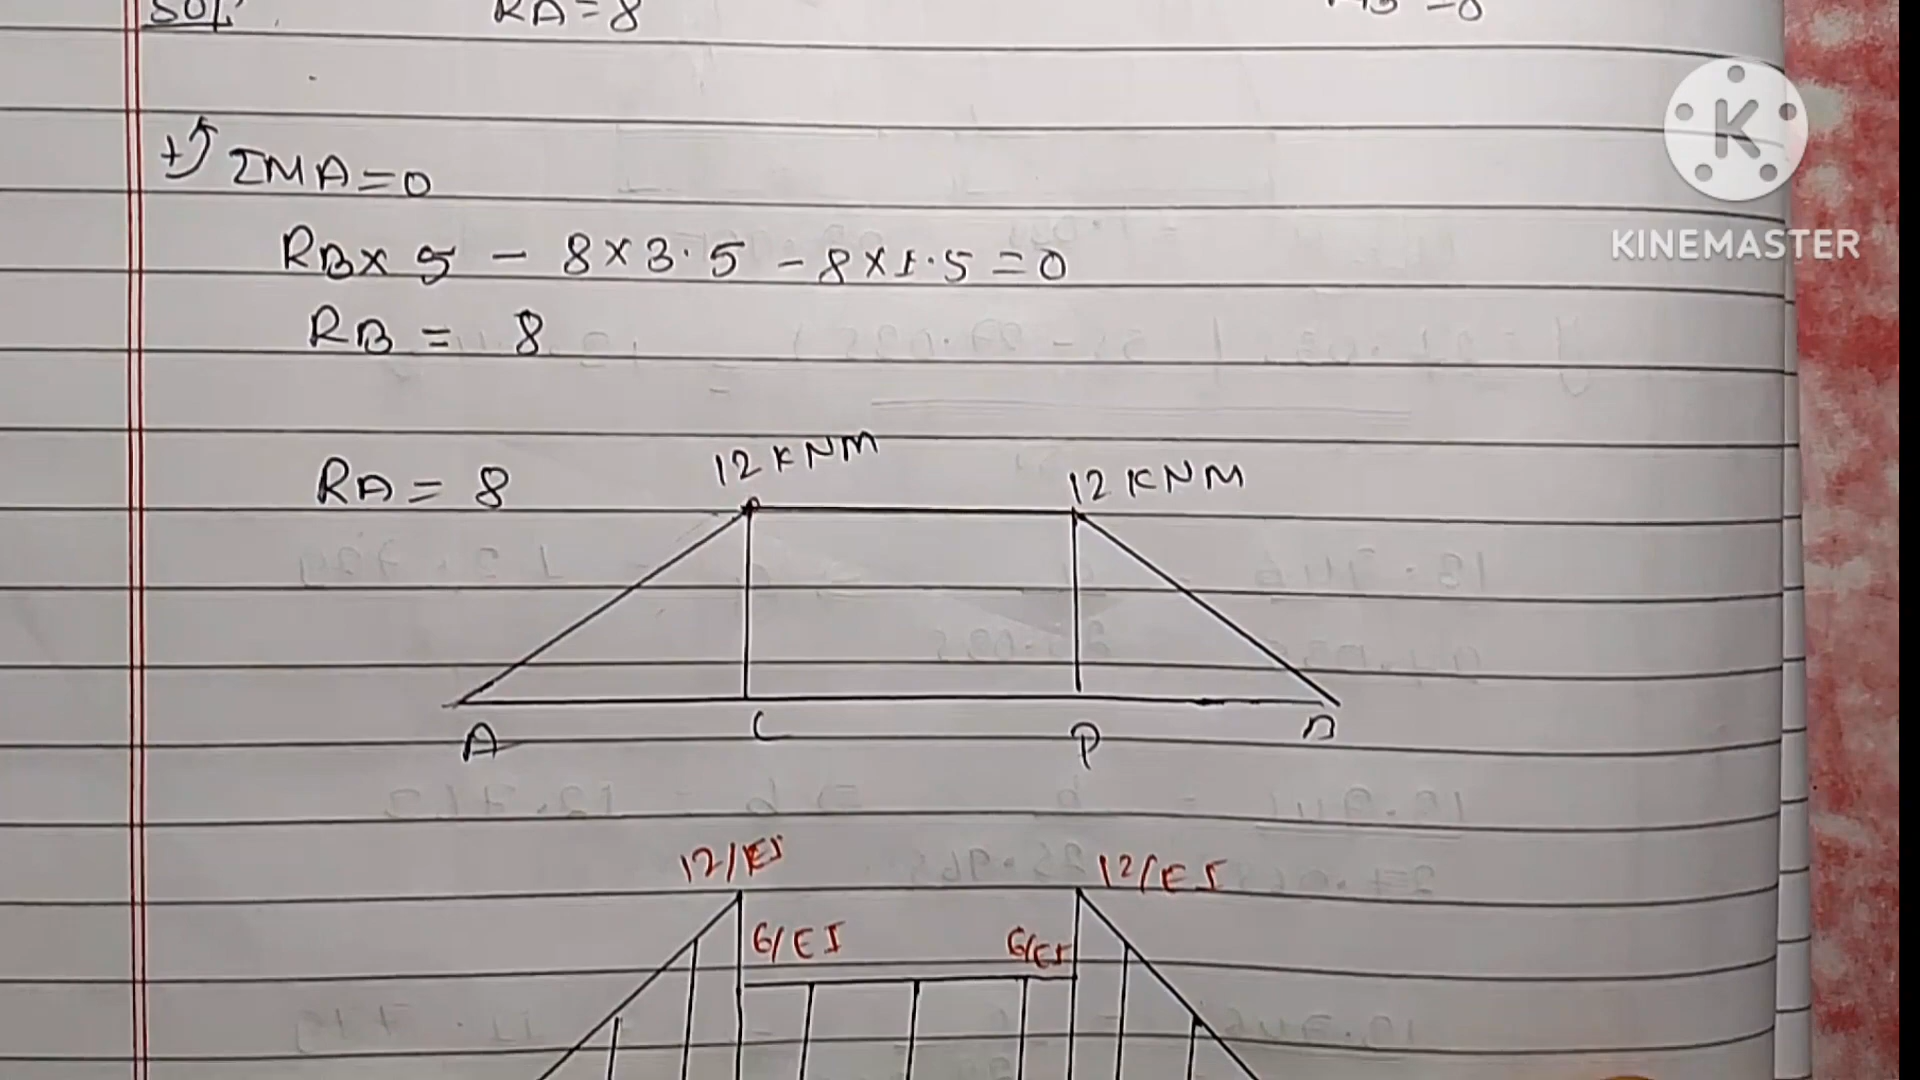 Sol:
RA=8
+ ΣMA=0
RB× 5 - 8×3.5 - 8×1.5 =0
RB = 8
RA = 8
12 KNM
12 KNM
A C D B
12/EI
12/EI
6/EI
6/EI
K
KINEMASTER